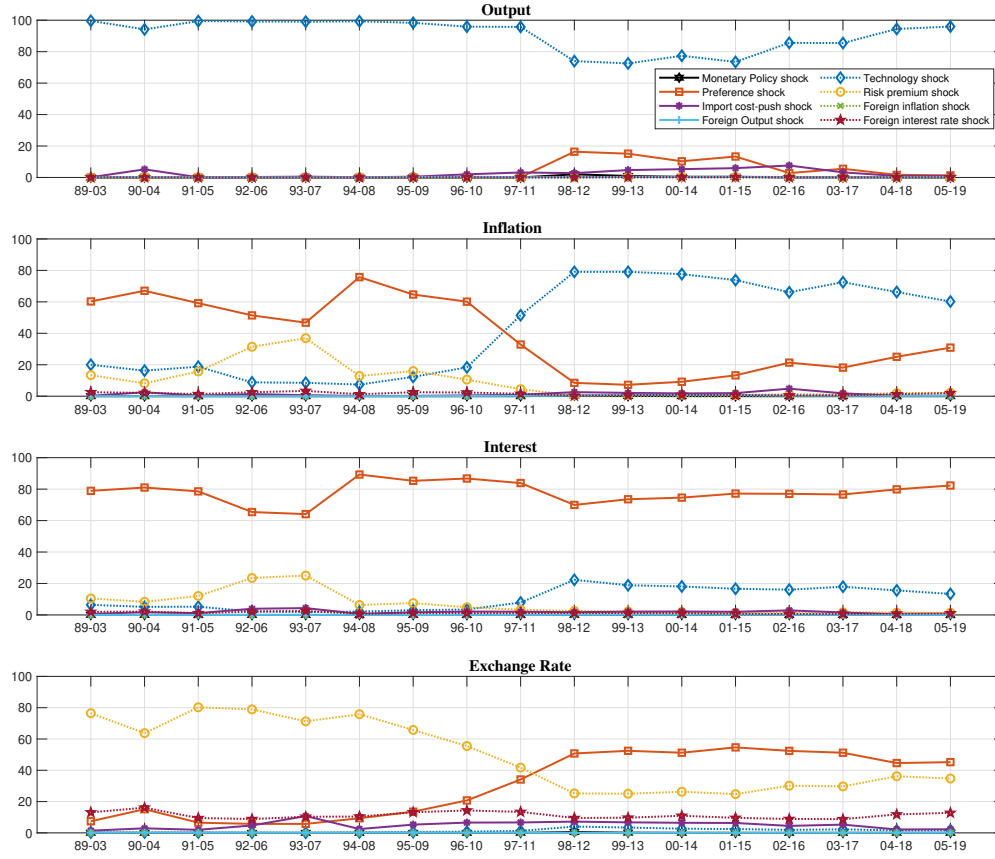 Output
100
80
60
40
20
0
Monetary Policy shock
Technology shock
Preference shock
Risk premium shock
Import cost-push shock
Foreign inflation shock
Foreign Output shock
Foreign interest rate shock
89-03 90-04 91-05 92-06 93-07 94-08 95-09 96-10 97-11 98-12 99-13 00-14 01-15 02-16 03-17 04-18 05-19
Inflation
100
80
60
40
20
0
89-03 90-04 91-05 92-06 93-07 94-08 95-09 96-10 97-11 98-12 99-13 00-14 01-15 02-16 03-17 04-18 05-19
Interest
100
80
60
40
20
0
89-03 90-04 91-05 92-06 93-07 94-08 95-09 96-10 97-11 98-12 99-13 00-14 01-15 02-16 03-17 04-18 05-19
Exchange Rate
100
80
60
40
20
0
89-03 90-04 91-05 92-06 93-07 94-08 95-09 96-10 97-11 98-12 99-13 00-14 01-15 02-16 03-17 04-18 05-19